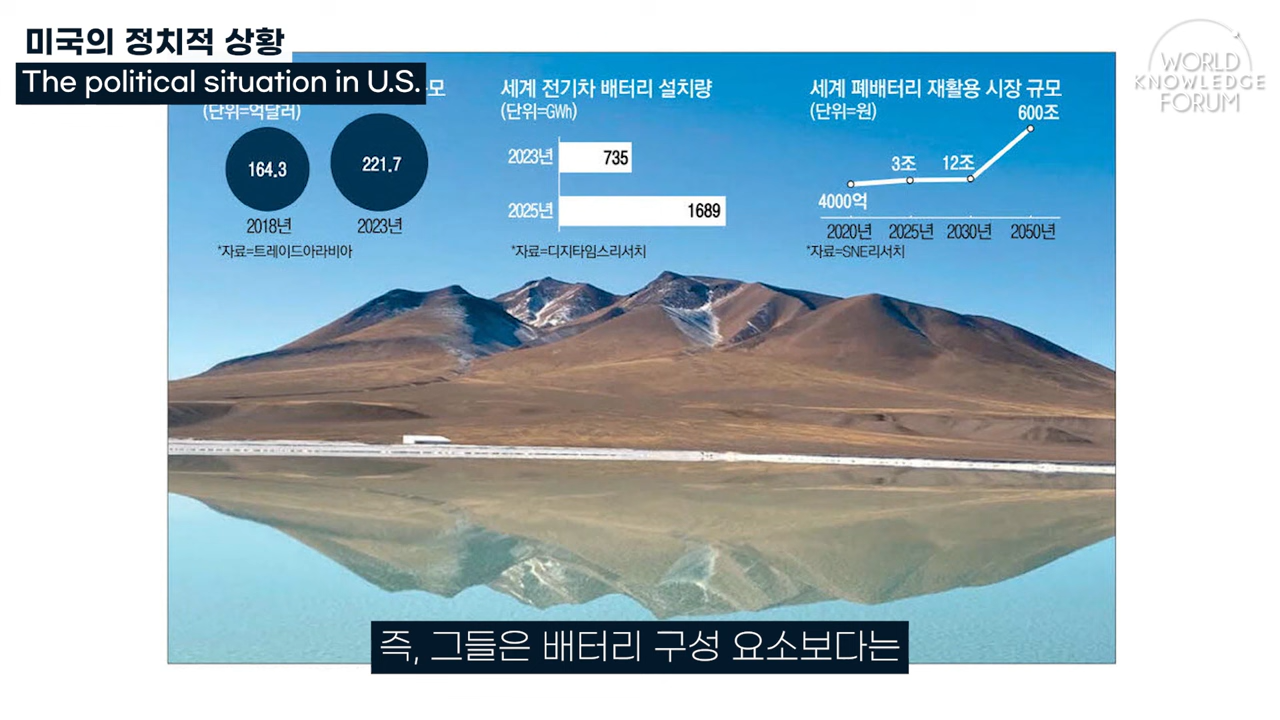 미국의 정치적 상황
The political situation in U.S.
WORLD
KNOWLEDGE
FORUM
모
(단위=억달러)
164.3
221.7
2018년
2023년
*자료=트레이드아라비아
세계 전기차 배터리 설치량
(단위=GWh)
2023년
735
2025년
1689
*자료=디지타임스리서치
세계 폐배터리 재활용 시장 규모
(단위=원)
600조
3조
12조
4000억
2020년
2025년
2030년
2050년
*자료=SNE리서치
즉, 그들은 배터리 구성 요소보다는